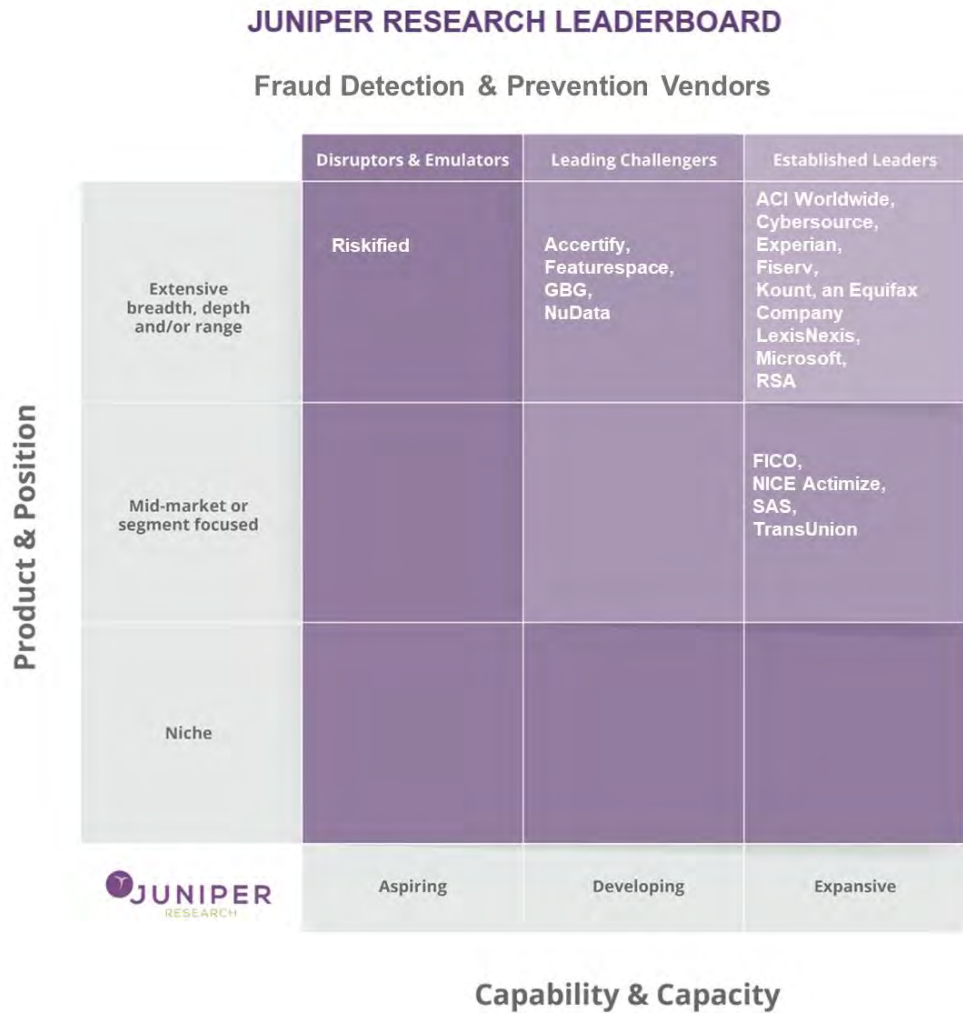 JUNIPER RESEARCH LEADERBOARD
Fraud Detection & Prevention Vendors
Disruptors & Emulators
Leading Challengers
Established Leaders
Product & Position
Extensive
breadth, depth
and/or range
Riskified
Accertify,
Featurespace,
GBG,
NuData
ACI Worldwide,
Cybersource,
Experian,
Fiserv,
Kount, an Equifax
Company
LexisNexis,
Microsoft,
RSA
Mid-market or
segment focused
FICO,
NICE Actimize,
SAS,
TransUnion
Niche
JUNIPER
RESEARCH
Aspiring
Developing
Expansive
Capability & Capacity